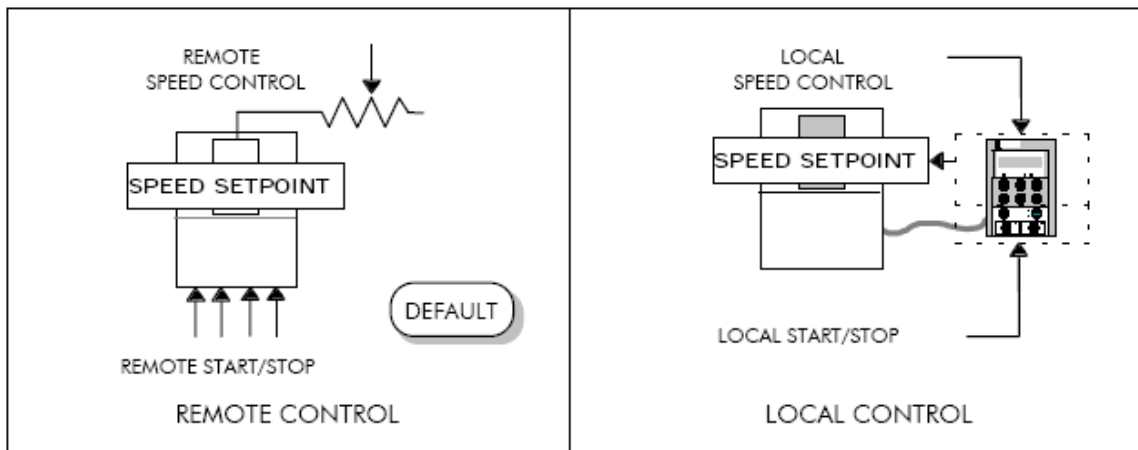 REMOTE
SPEED CONTROL
SPEED SETPOINT
DEFAULT
REMOTE START/STOP
REMOTE CONTROL
LOCAL
SPEED CONTROL
SPEED SETPOINT
LOCAL START/STOP
LOCAL CONTROL